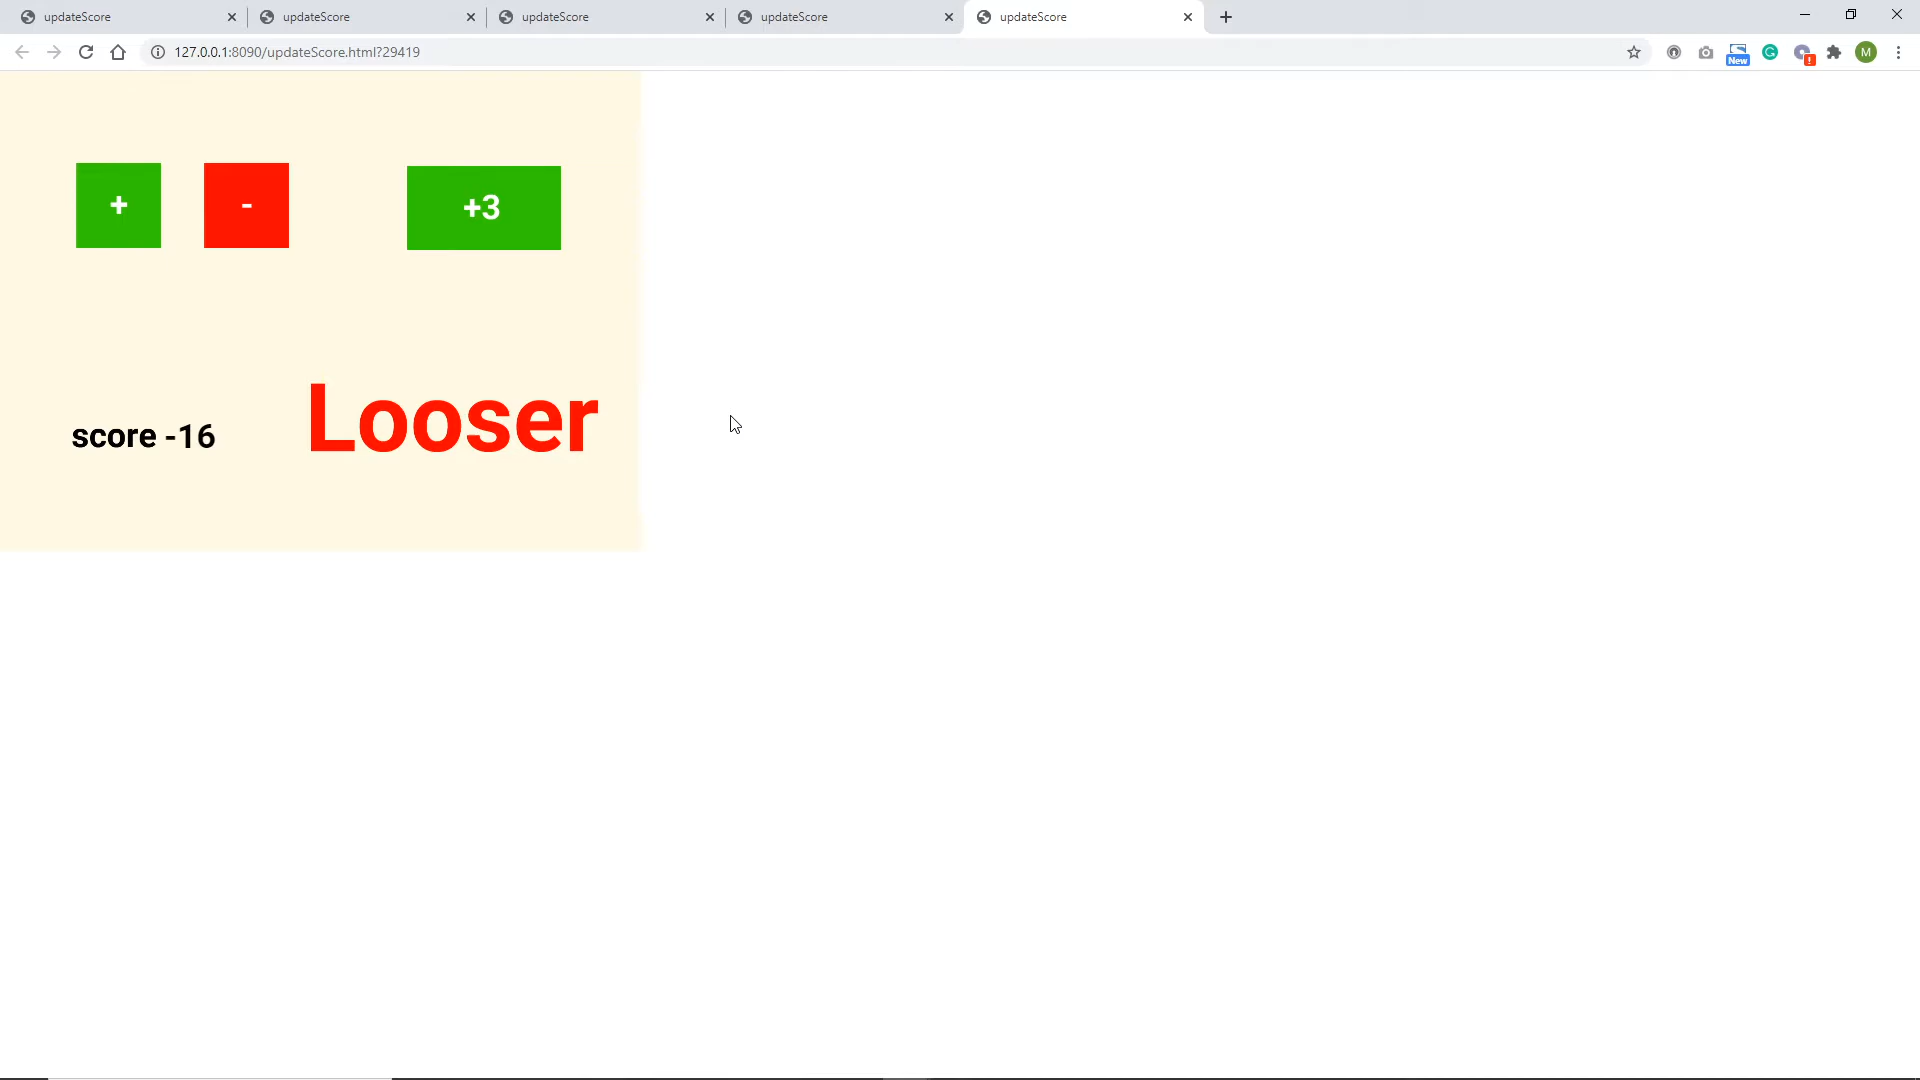 updateScore
updateScore
updateScore
updateScore
updateScore
127.0.0.1:8090/updateScore.html?29419
New
!
M
+
-
+3
score -16
Looser